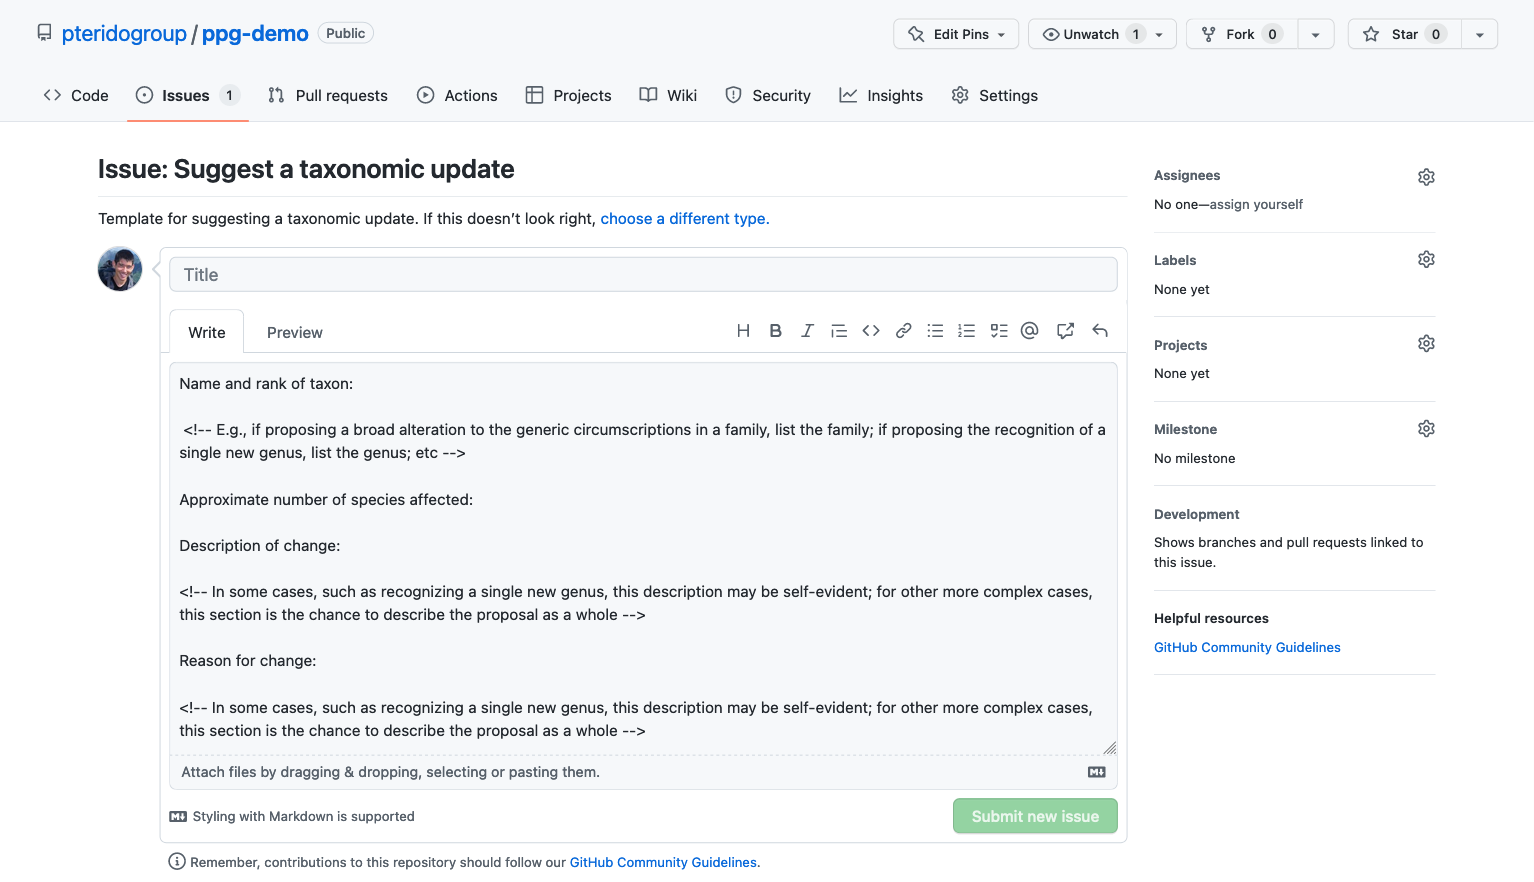 pteridogroup / ppg-demo Public
Edit Pins
Unwatch 1
Fork 0
Star 0
Code
Issues 1
Pull requests
Actions
Projects
Wiki
Security
Insights
Settings
Issue: Suggest a taxonomic update
Template for suggesting a taxonomic update. If this doesn’t look right, choose a different type.
Title
Write
Preview
Name and rank of taxon:
<!-- E.g., if proposing a broad alteration to the generic circumscriptions in a family, list the family; if proposing the recognition of a
single new genus, list the genus; etc -->
Approximate number of species affected:
Description of change:
<!-- In some cases, such as recognizing a single new genus, this description may be self-evident; for other more complex cases,
this section is the chance to describe the proposal as a whole -->
Reason for change:
<!-- In some cases, such as recognizing a single new genus, this description may be self-evident; for other more complex cases,
this section is the chance to describe the proposal as a whole -->
Attach files by dragging & dropping, selecting or pasting them.
Styling with Markdown is supported
Submit new issue
Remember, contributions to this repository should follow our GitHub Community Guidelines.
Assignees
No one—assign yourself
Labels
None yet
Projects
None yet
Milestone
No milestone
Development
Shows branches and pull requests linked to
this issue.
Helpful resources
GitHub Community Guidelines